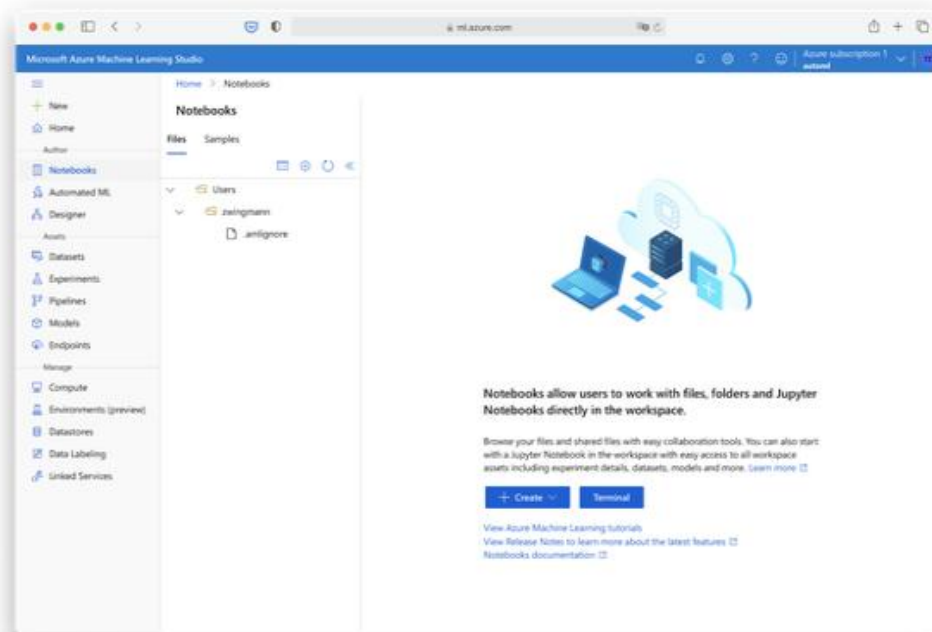 ml.azure.com
Microsoft Azure Machine Learning Studio
Azure subscription 1
automl
New
Home
Author
Notebooks
Automated ML
Designer
Assets
Datasets
Experiments
Pipelines
Models
Endpoints
Manage
Compute
Environments (preview)
Datastores
Data Labeling
Linked Services
Home > Notebooks
Notebooks
Files Samples
Users
zwingmann
.amlignore
Notebooks allow users to work with files, folders and Jupyter
Notebooks directly in the workspace.
Browse your files and shared files with easy collaboration tools. You can also start
with a Jupyter Notebook in the workspace with easy access to all workspace
assets including experiment details, datasets, models and more. Learn more
+ Create
Terminal
View Azure Machine Learning tutorials
View Release Notes to learn more about the latest features
Notebooks documentation